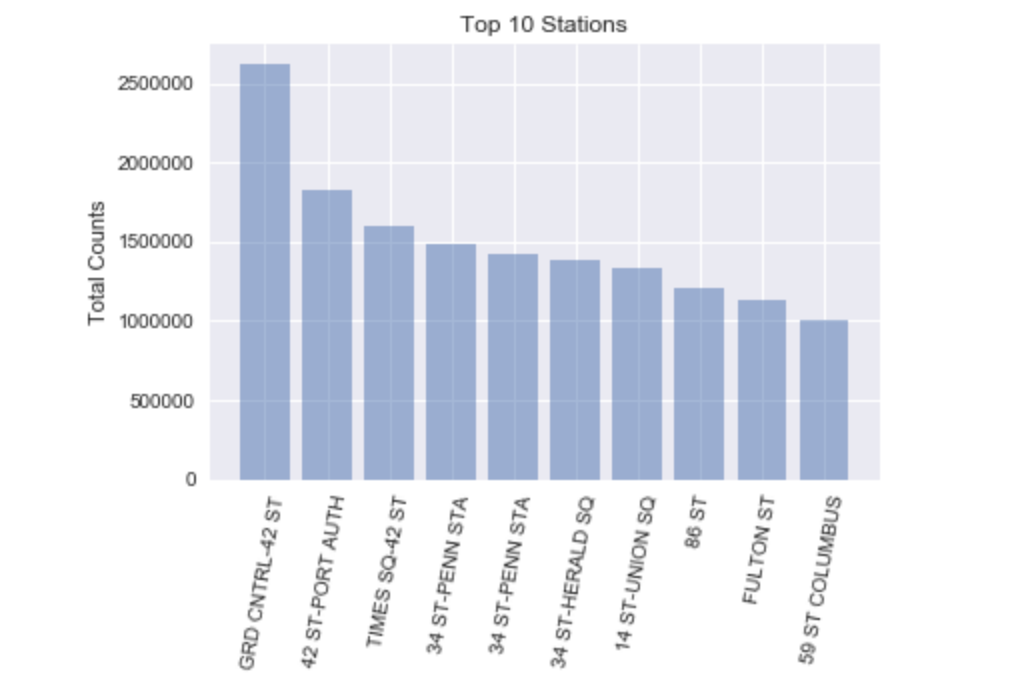 Top 10 Stations
Total Counts
2500000
2000000
1500000
1000000
500000
0
GRD CNTRL-42 ST
42 ST-PORT AUTH
TIMES SQ-42 ST
34 ST-PENN STA
34 ST-PENN STA
34 ST-HERALD SQ
14 ST-UNION SQ
86 ST
FULTON ST
59 ST COLUMBUS